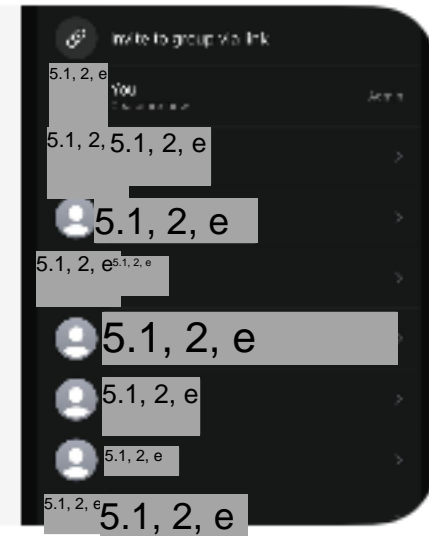 Invite to group via link
5.1, 2, e
You
Admin
5.1, 2, 5.1, 2, e
5.1, 2, e
5.1, 2, e 5.1, 2, e
5.1, 2, e
5.1, 2, e
5.1, 2, e
5.1, 2, e 5.1, 2, e